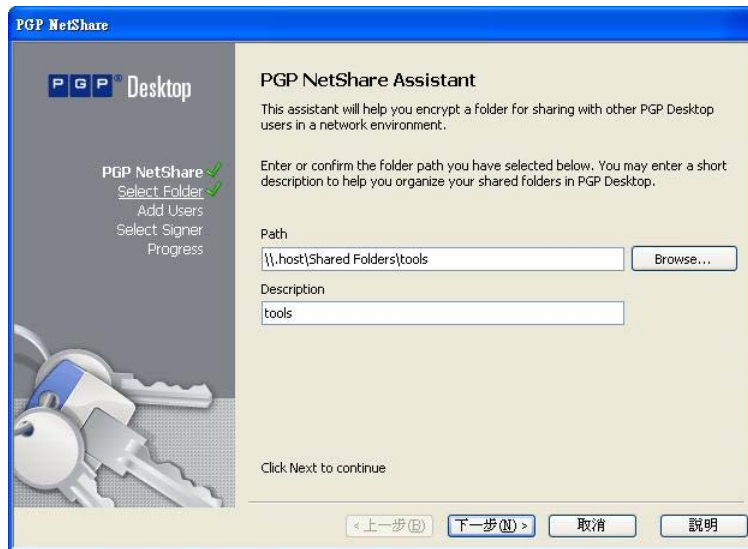 PGP NetShare
PGP® Desktop
PGP NetShare
Select Folder
Add Users
Select Signer
Progress
PGP NetShare Assistant
This assistant will help you encrypt a folder for sharing with other PGP Desktop
users in a network environment.
Enter or confirm the folder path you have selected below. You may enter a short
description to help you organize your shared folders in PGP Desktop.
Path
\\.host\Shared Folders\tools
Browse...
Description
tools
Click Next to continue
<上一步(B)
下一步(N) >
取消
說明